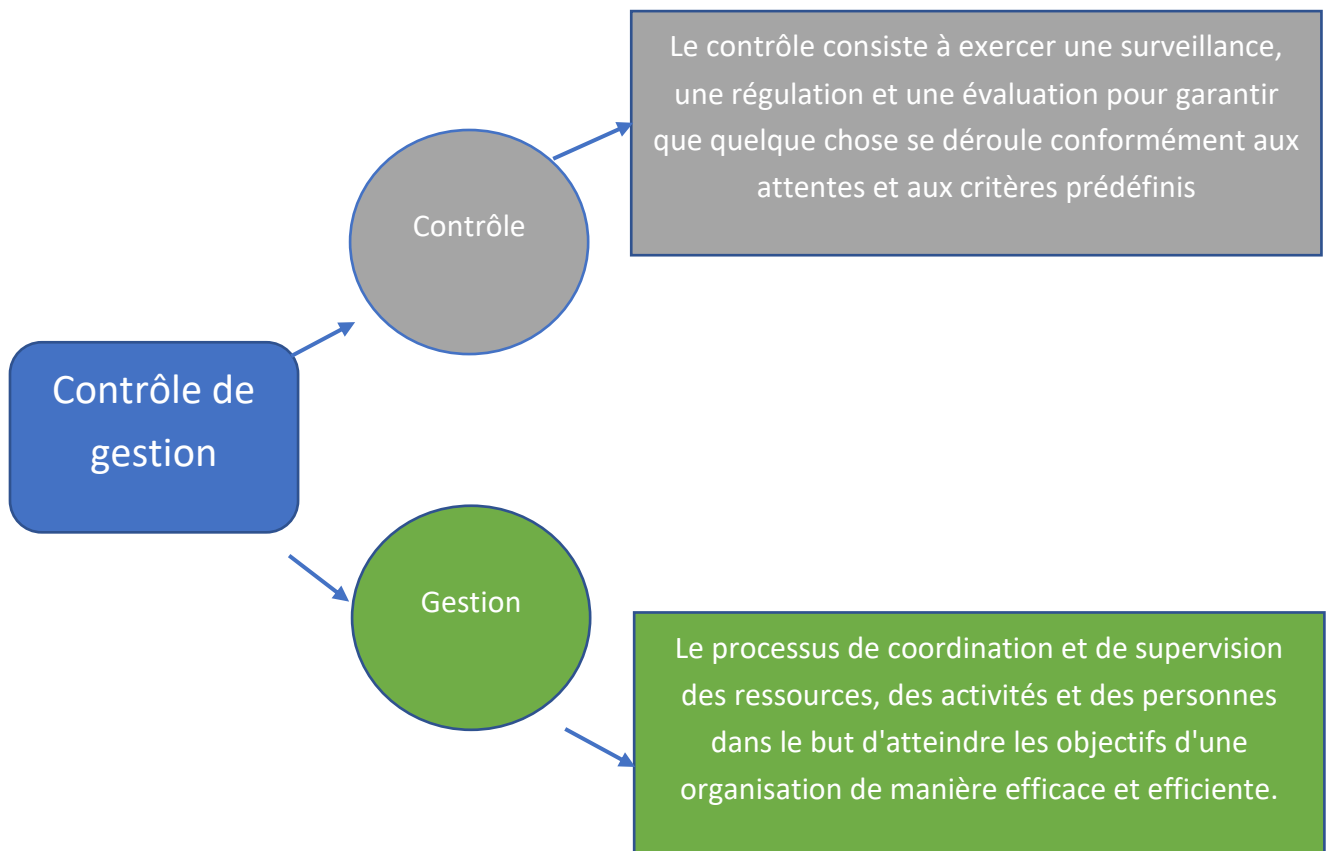 Le contrôle consiste à exercer une surveillance,
une régulation et une évaluation pour garantir
que quelque chose se déroule conformément aux
attentes et aux critères prédéfinis
Contrôle
Contrôle de
gestion
Gestion
Le processus de coordination et de supervision
des ressources, des activités et des personnes
dans le but d'atteindre les objectifs d'une
organisation de manière efficace et efficiente.